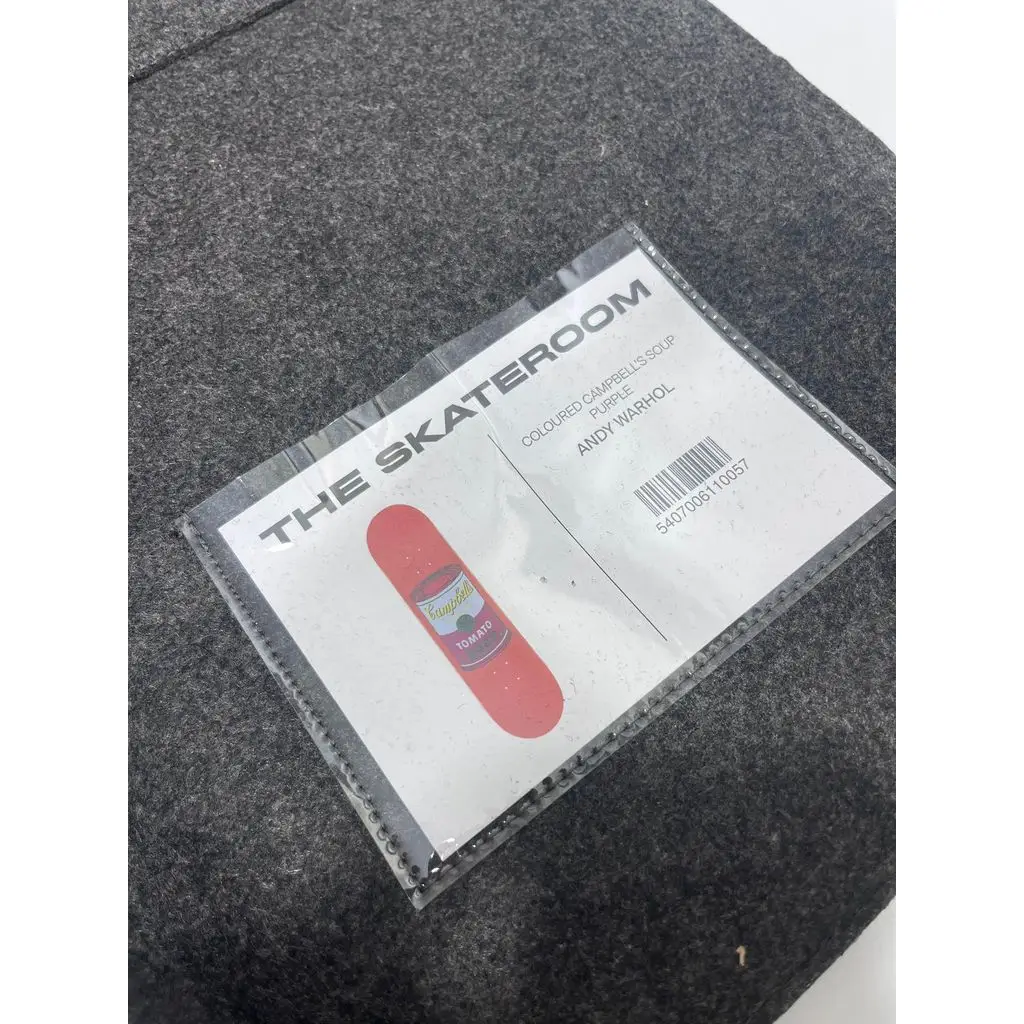 THE SKATEROOM
COLOURED CAMPBELL'S SOUP
PURPLE
ANDY WARHOL
5407006110057
Campbell's
TOMATO